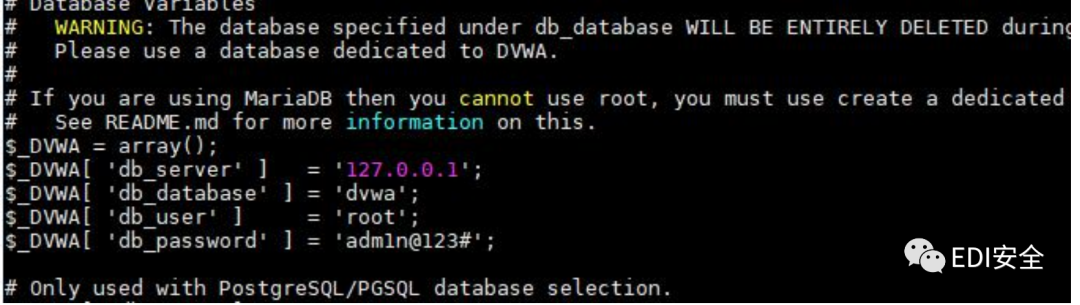 # Database variables
#   WARNING: The database specified under db_database WILL BE ENTIRELY DELETED during
#   Please use a database dedicated to DVWA.
#
# If you are using MariaDB then you cannot use root, you must use create a dedicated
#   See README.md for more information on this.
$_DVWA = array();
$_DVWA[ 'db_server' ]   = '127.0.0.1';
$_DVWA[ 'db_database' ] = 'dvwa';
$_DVWA[ 'db_user' ]     = 'root';
$_DVWA[ 'db_password' ] = 'adm1n@123#';
EDI安全
# Only used with PostgreSQL/PGSQL database selection.